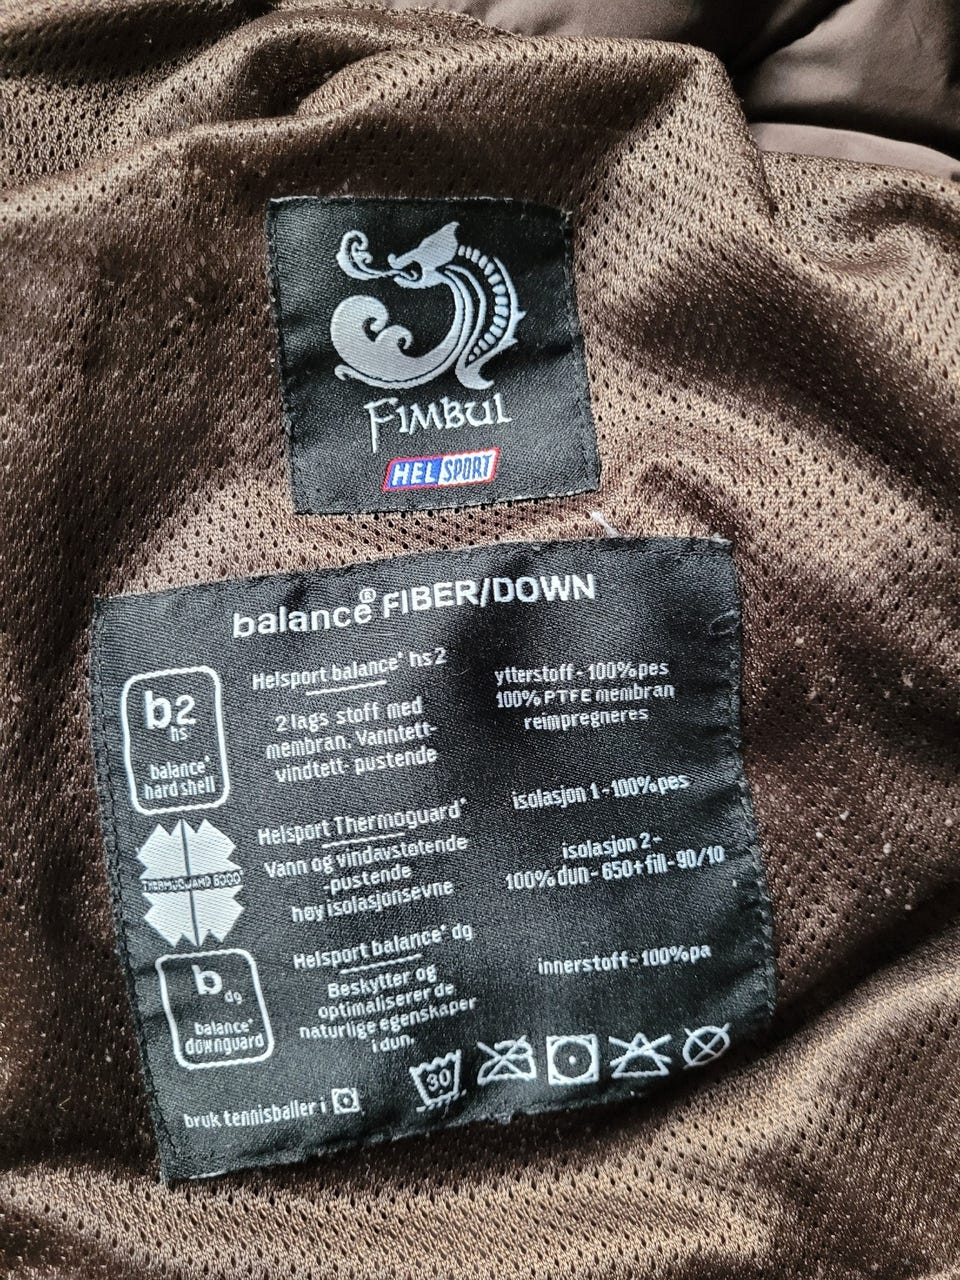 FIMBUL
HELSPORT
balance® FIBER/DOWN
b2
hs
balance®
hard shell
Helsport balance® hs2
2 lags stoff med
membran. Vanntett-
vindtett- pustende
ytterstoff - 100% pes
100% PTFE membran
reimpregneres
THERMOGUARD 6000
Helsport Thermoguard®
Vann og vindavstøtende
-pustende
høy isolasjonsevne
isolasjon 1 - 100% pes
isolasjon 2-
100% dun - 650+fill - 90/10
b
dg
balance®
downguard
Helsport balance® dg
Beskytter og
optimaliserer de
naturlige egenskaper
i dun.
innerstoff - 100% pa
bruk tennisballer i
30